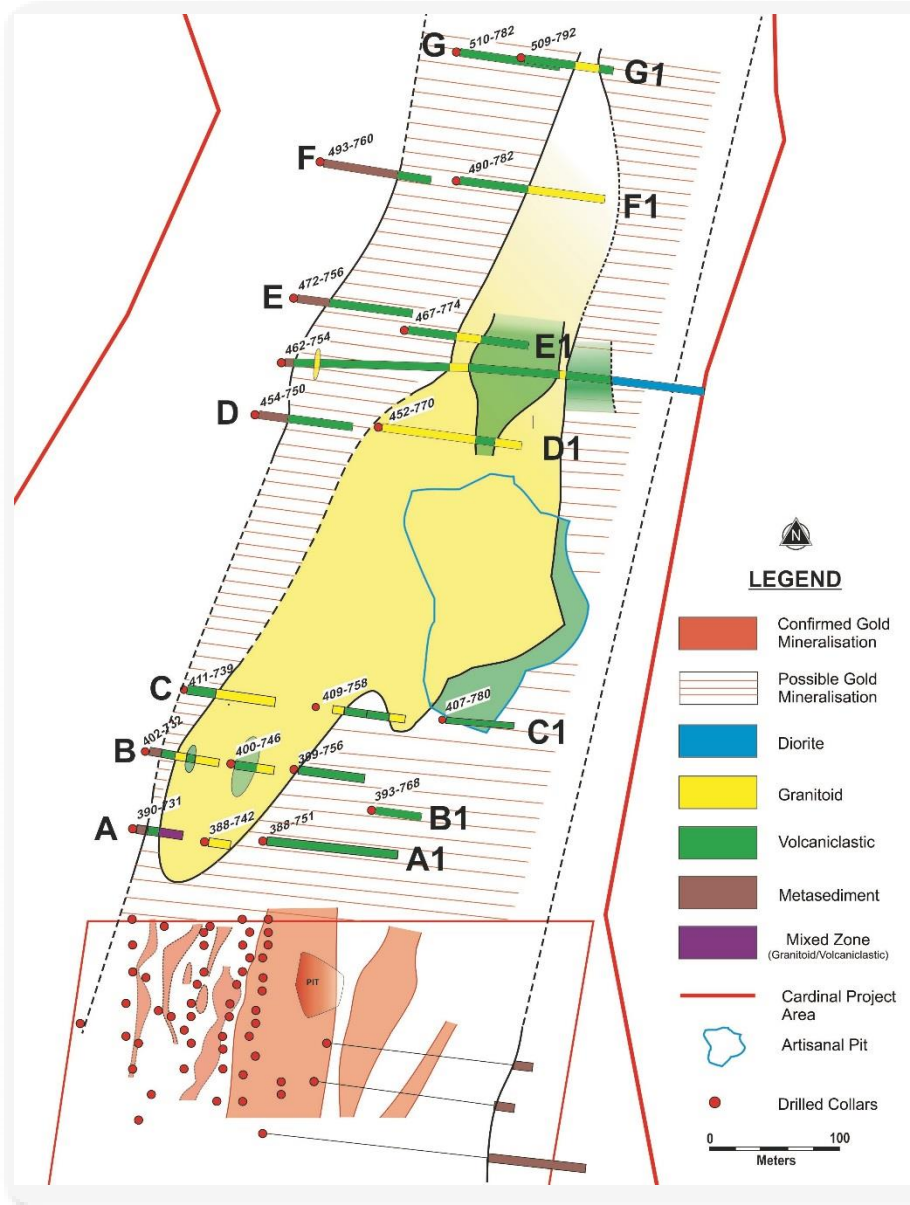 510-782
509-792
G
G1
493-760
F
490-782
F1
472-756
E
467-774
E1
462-754
454-750
D
452-770
D1
N
LEGEND
Confirmed Gold
Mineralisation
Possible Gold
Mineralisation
Diorite
Granitoid
Volcaniclastic
Metasediment
Mixed Zone
(Granitoid/Volcaniclastic)
Cardinal Project
Area
Artisanal Pit
Drilled Collars
0 100
Meters
411-739
C
409-758
407-780
C1
402-732
B
400-746
389-756
393-768
B1
390-731
A
388-742
388-751
A1
PIT